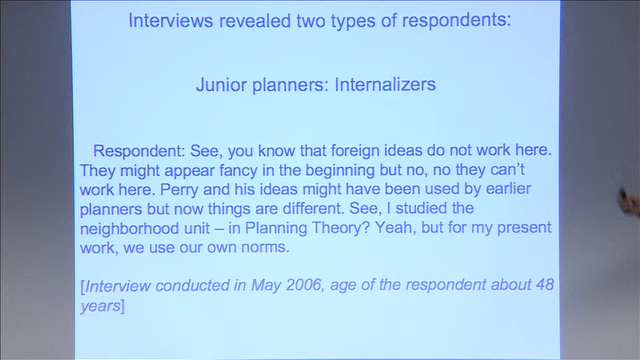 Interviews revealed two types of respondents:
Junior planners: Internalizers
Respondent: See, you know that foreign ideas do not work here.
They might appear fancy in the beginning but no, no they can't
work here. Perry and his ideas might have been used by earlier
planners but now things are different. See, I studied the
neighborhood unit – in Planning Theory? Yeah, but for my present
work, we use our own norms.
[Interview conducted in May 2006, age of the respondent about 48
years]